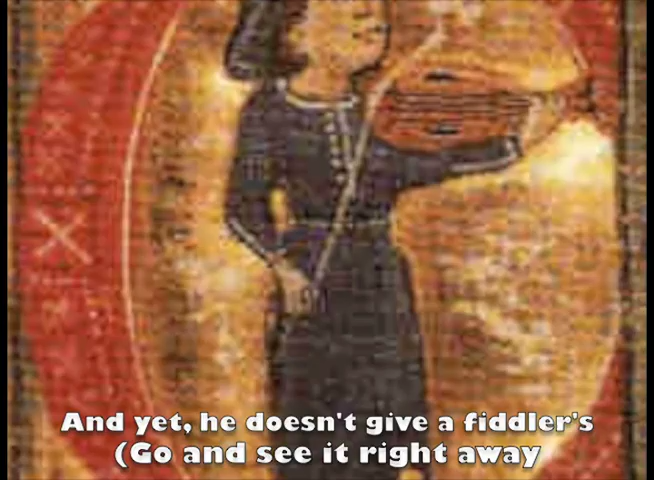 And yet, he doesn't give a fiddler's
(Go and see it right away